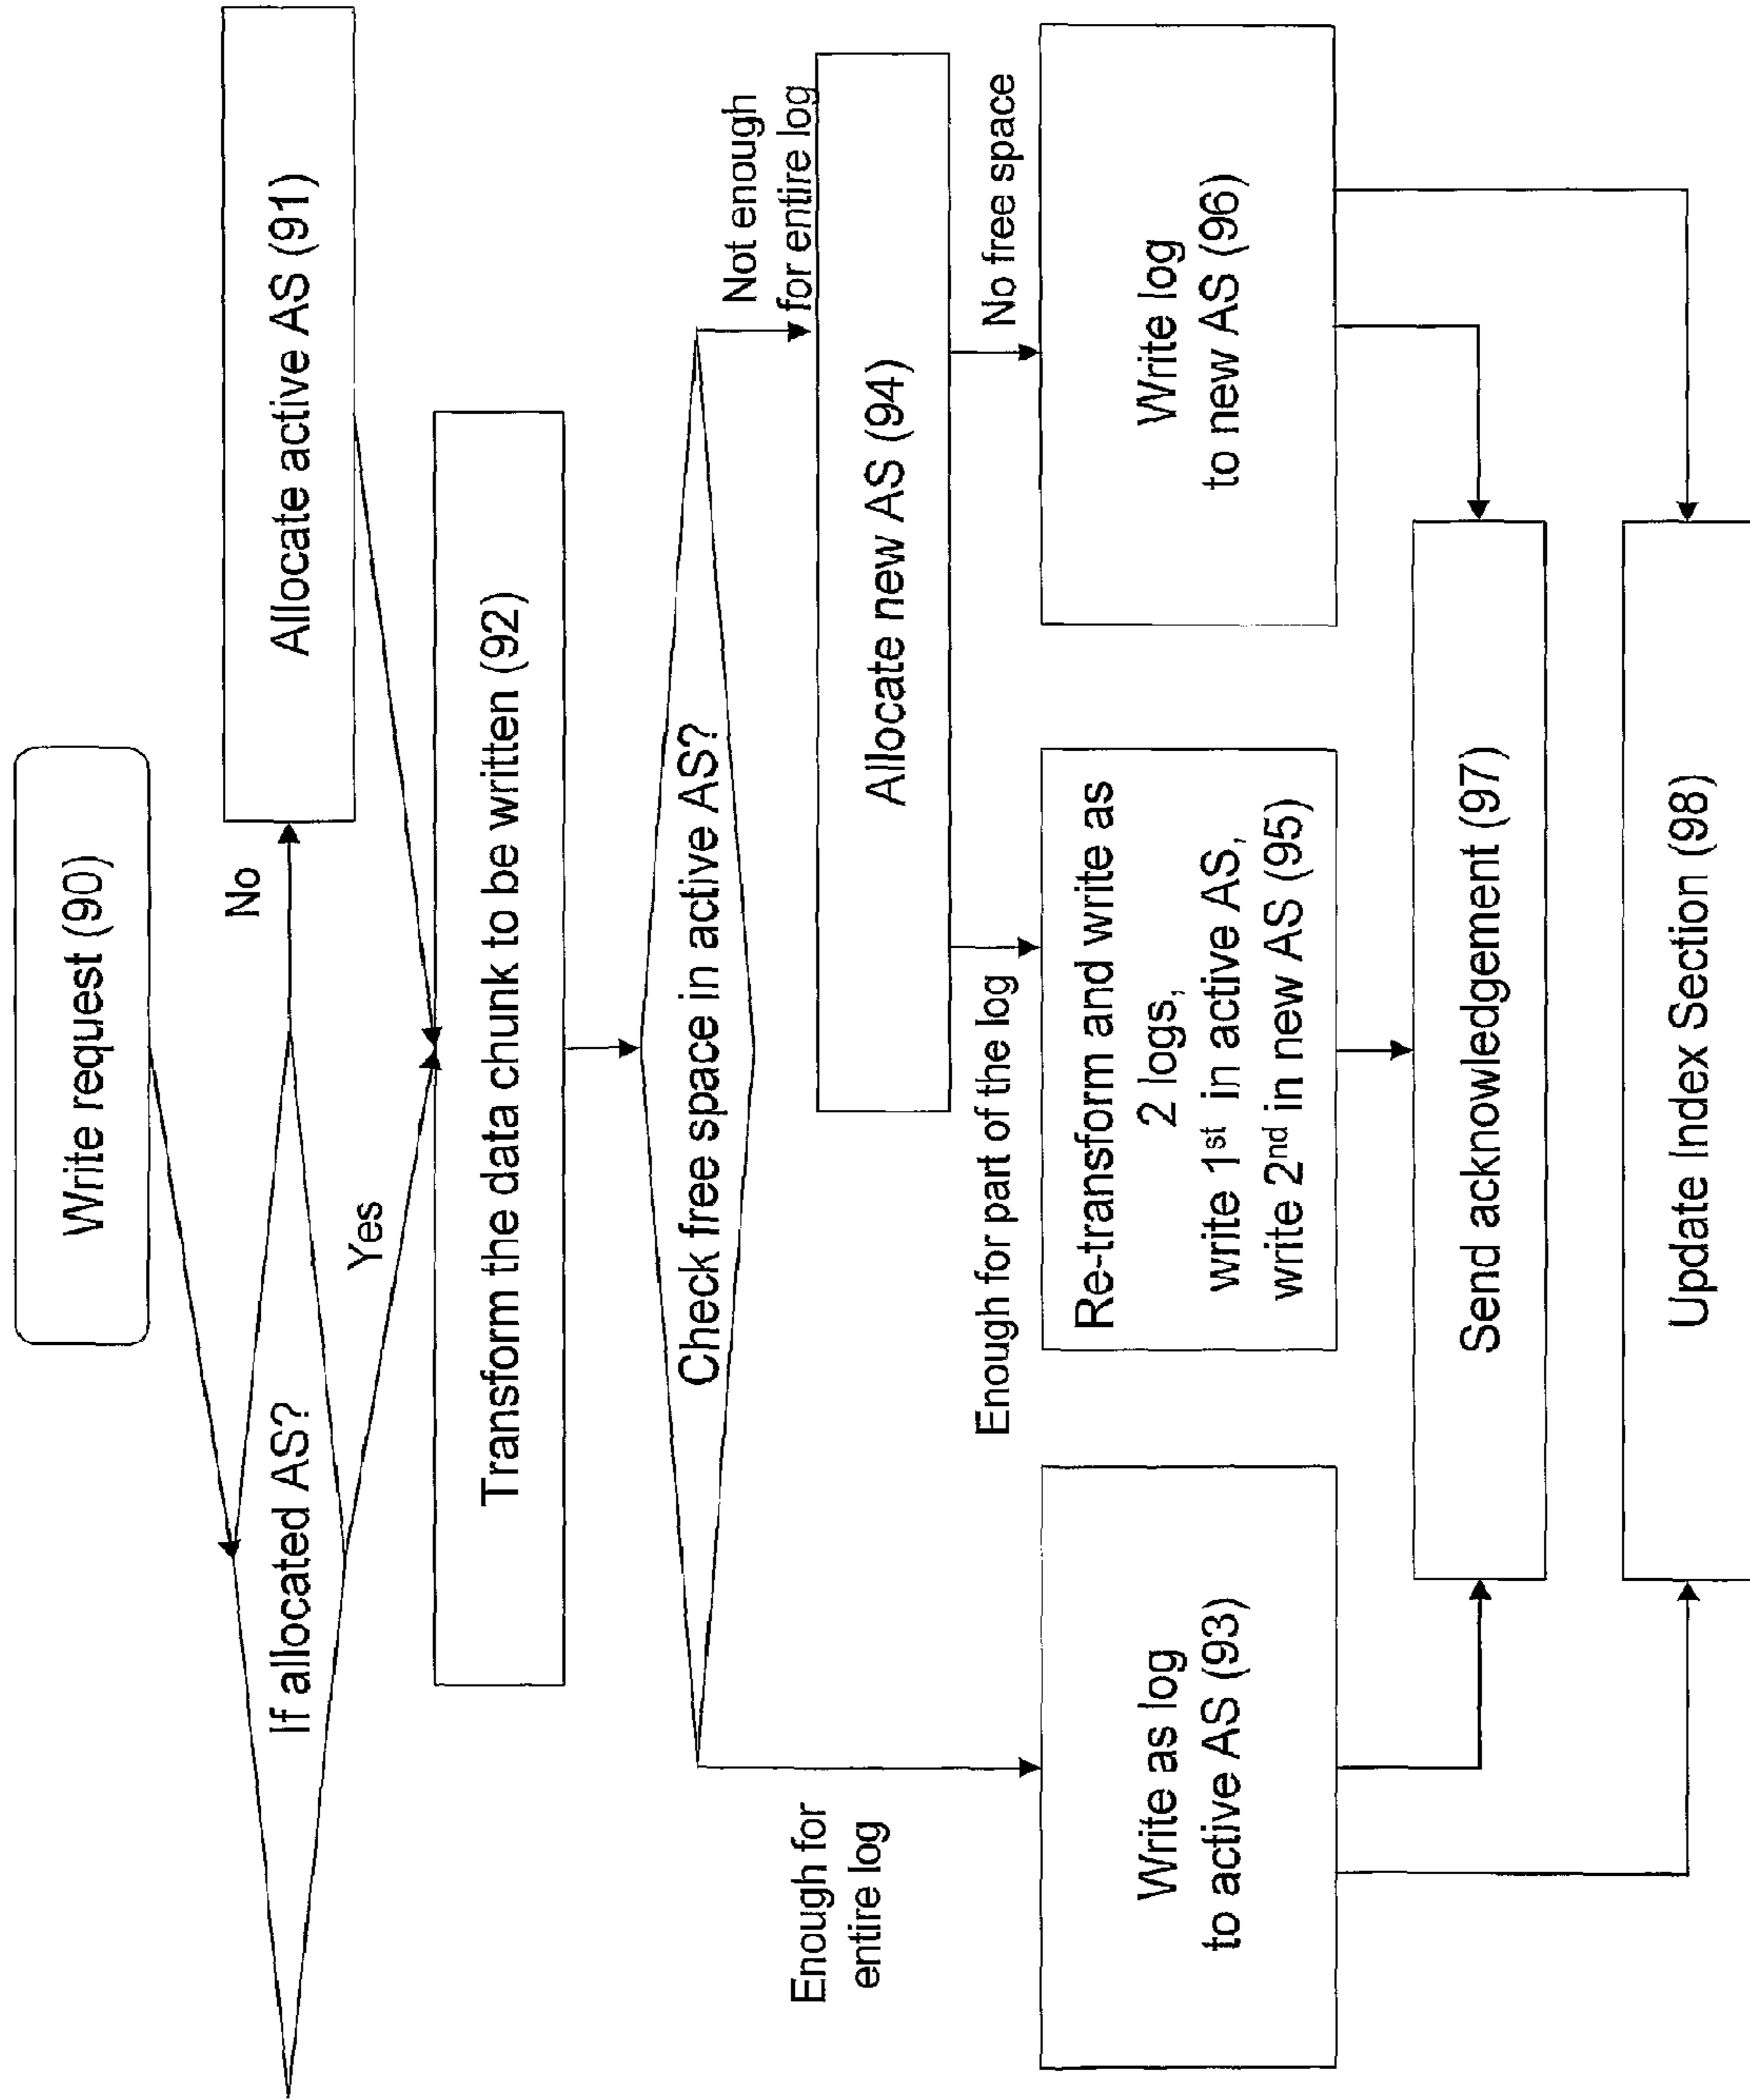 Write request (90)
If allocated AS?
No
Allocate active AS (91)
Yes
Transform the data chunk to be written (92)
Check free space in active AS?
Enough for
entire log
Not enough
for entire log
Allocate new AS (94)
Enough for part of the log
No free space
Write as log
to active AS (93)
Re-transform and write as
2 logs,
write 1st in active AS,
write 2nd in new AS (95)
Write log
to new AS (96)
Send acknowledgement (97)
Update Index Section (98)